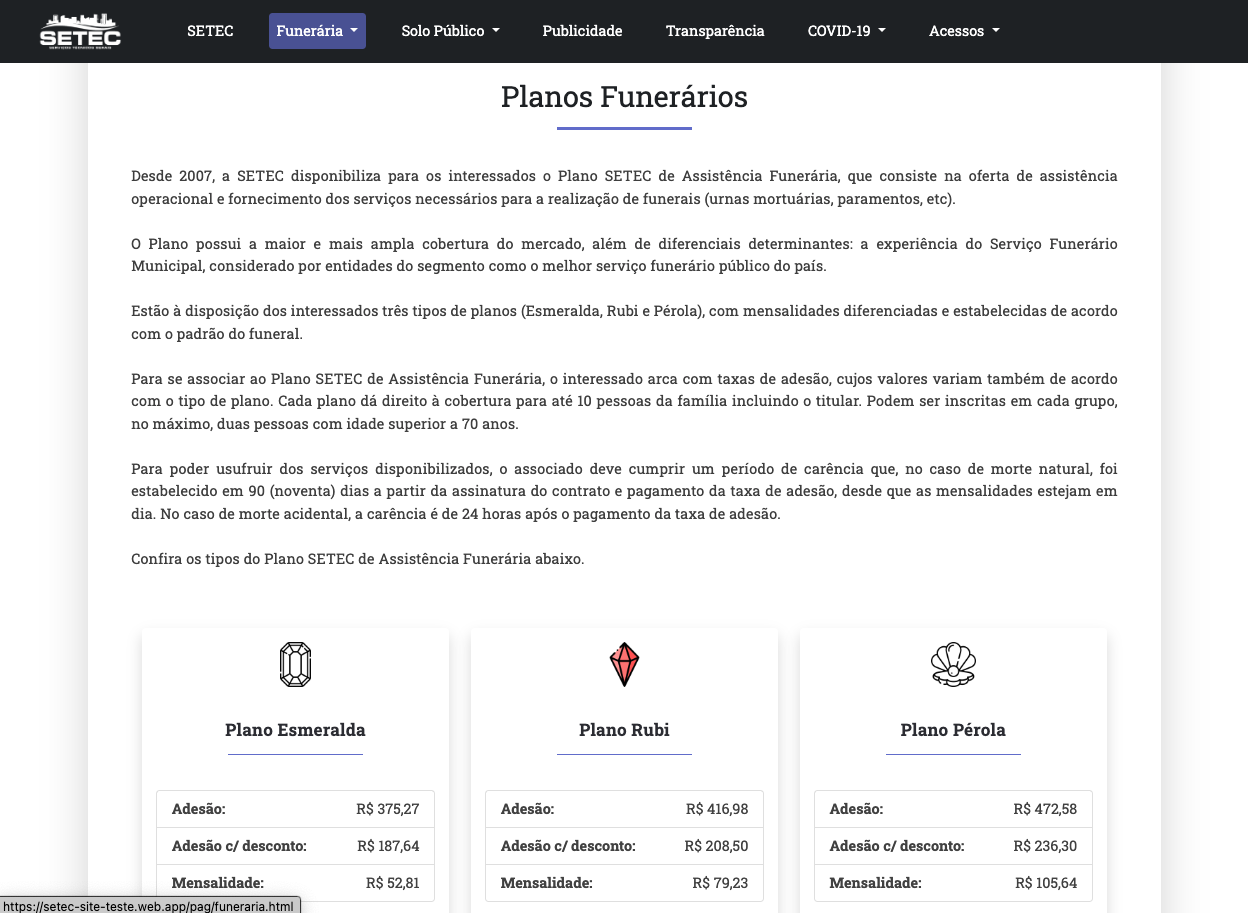 SETEC
SERVIÇOS TÉCNICOS GERAIS
SETEC Funerária Solo Público Publicidade Transparência COVID-19 Acessos
Planos Funerários
Desde 2007, a SETEC disponibiliza para os interessados o Plano SETEC de Assistência Funerária, que consiste na oferta de assistência
operacional e fornecimento dos serviços necessários para a realização de funerais (urnas mortuárias, paramentos, etc).
O Plano possui a maior e mais ampla cobertura do mercado, além de diferenciais determinantes: a experiência do Serviço Funerário
Municipal, considerado por entidades do segmento como o melhor serviço funerário público do país.
Estão à disposição dos interessados três tipos de planos (Esmeralda, Rubi e Pérola), com mensalidades diferenciadas e estabelecidas de acordo
com o padrão do funeral.
Para se associar ao Plano SETEC de Assistência Funerária, o interessado arca com taxas de adesão, cujos valores variam também de acordo
com o tipo de plano. Cada plano dá direito à cobertura para até 10 pessoas da família incluindo o titular. Podem ser inscritas em cada grupo,
no máximo, duas pessoas com idade superior a 70 anos.
Para poder usufruir dos serviços disponibilizados, o associado deve cumprir um período de carência que, no caso de morte natural, foi
estabelecido em 90 (noventa) dias a partir da assinatura do contrato e pagamento da taxa de adesão, desde que as mensalidades estejam em
dia. No caso de morte acidental, a carência é de 24 horas após o pagamento da taxa de adesão.
Confira os tipos do Plano SETEC de Assistência Funerária abaixo.
Plano Esmeralda
Adesão: R$ 375,27
Adesão c/ desconto: R$ 187,64
Mensalidade: R$ 52,81
Plano Rubi
Adesão: R$ 416,98
Adesão c/ desconto: R$ 208,50
Mensalidade: R$ 79,23
Plano Pérola
Adesão: R$ 472,58
Adesão c/ desconto: R$ 236,30
Mensalidade: R$ 105,64
https://setec-site-teste.web.app/pag/funeraria.html